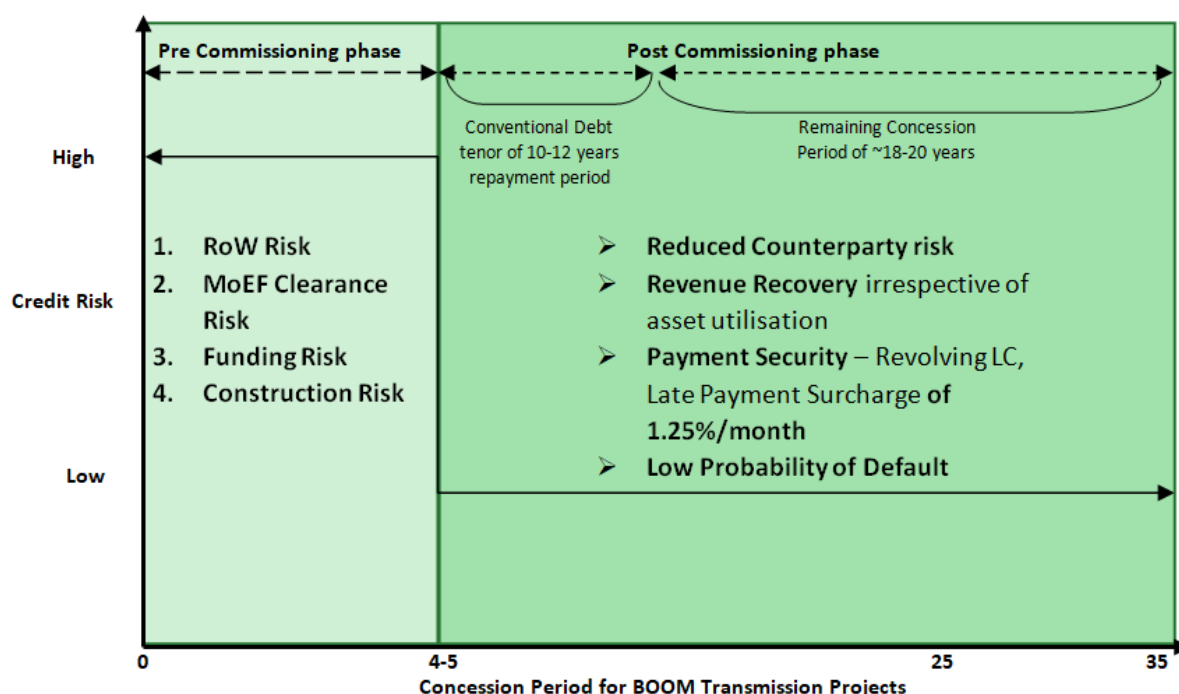 Pre Commissioning phase
Post Commissioning phase
Conventional Debt
tenor of 10-12 years
repayment period
Remaining Concession
Period of ~18-20 years
High
Credit Risk
Low
1. RoW Risk
2. MoEF Clearance
Risk
3. Funding Risk
4. Construction Risk
➢ Reduced Counterparty risk
➢ Revenue Recovery irrespective of
asset utilisation
➢ Payment Security – Revolving LC,
Late Payment Surcharge of
1.25%/month
➢ Low Probability of Default
0
4-5
25
35
Concession Period for BOOM Transmission Projects